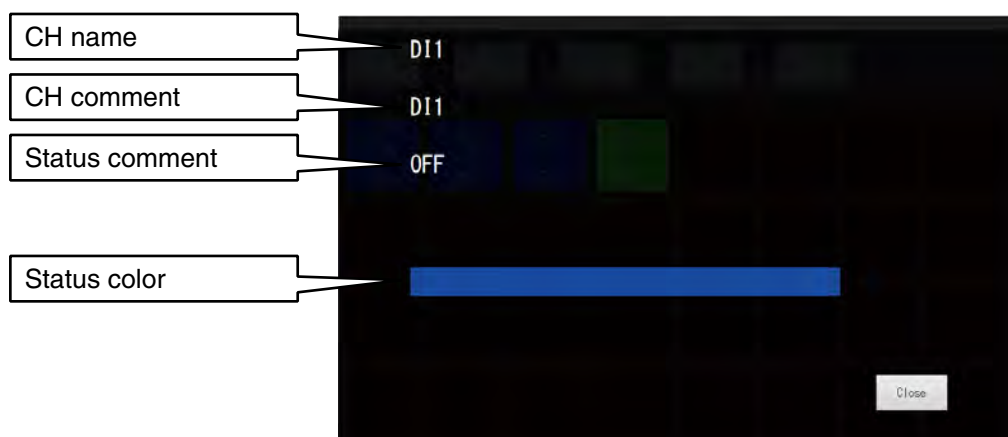 CH name
DI1
CH comment
DI1
Status comment
OFF
Status color
Close